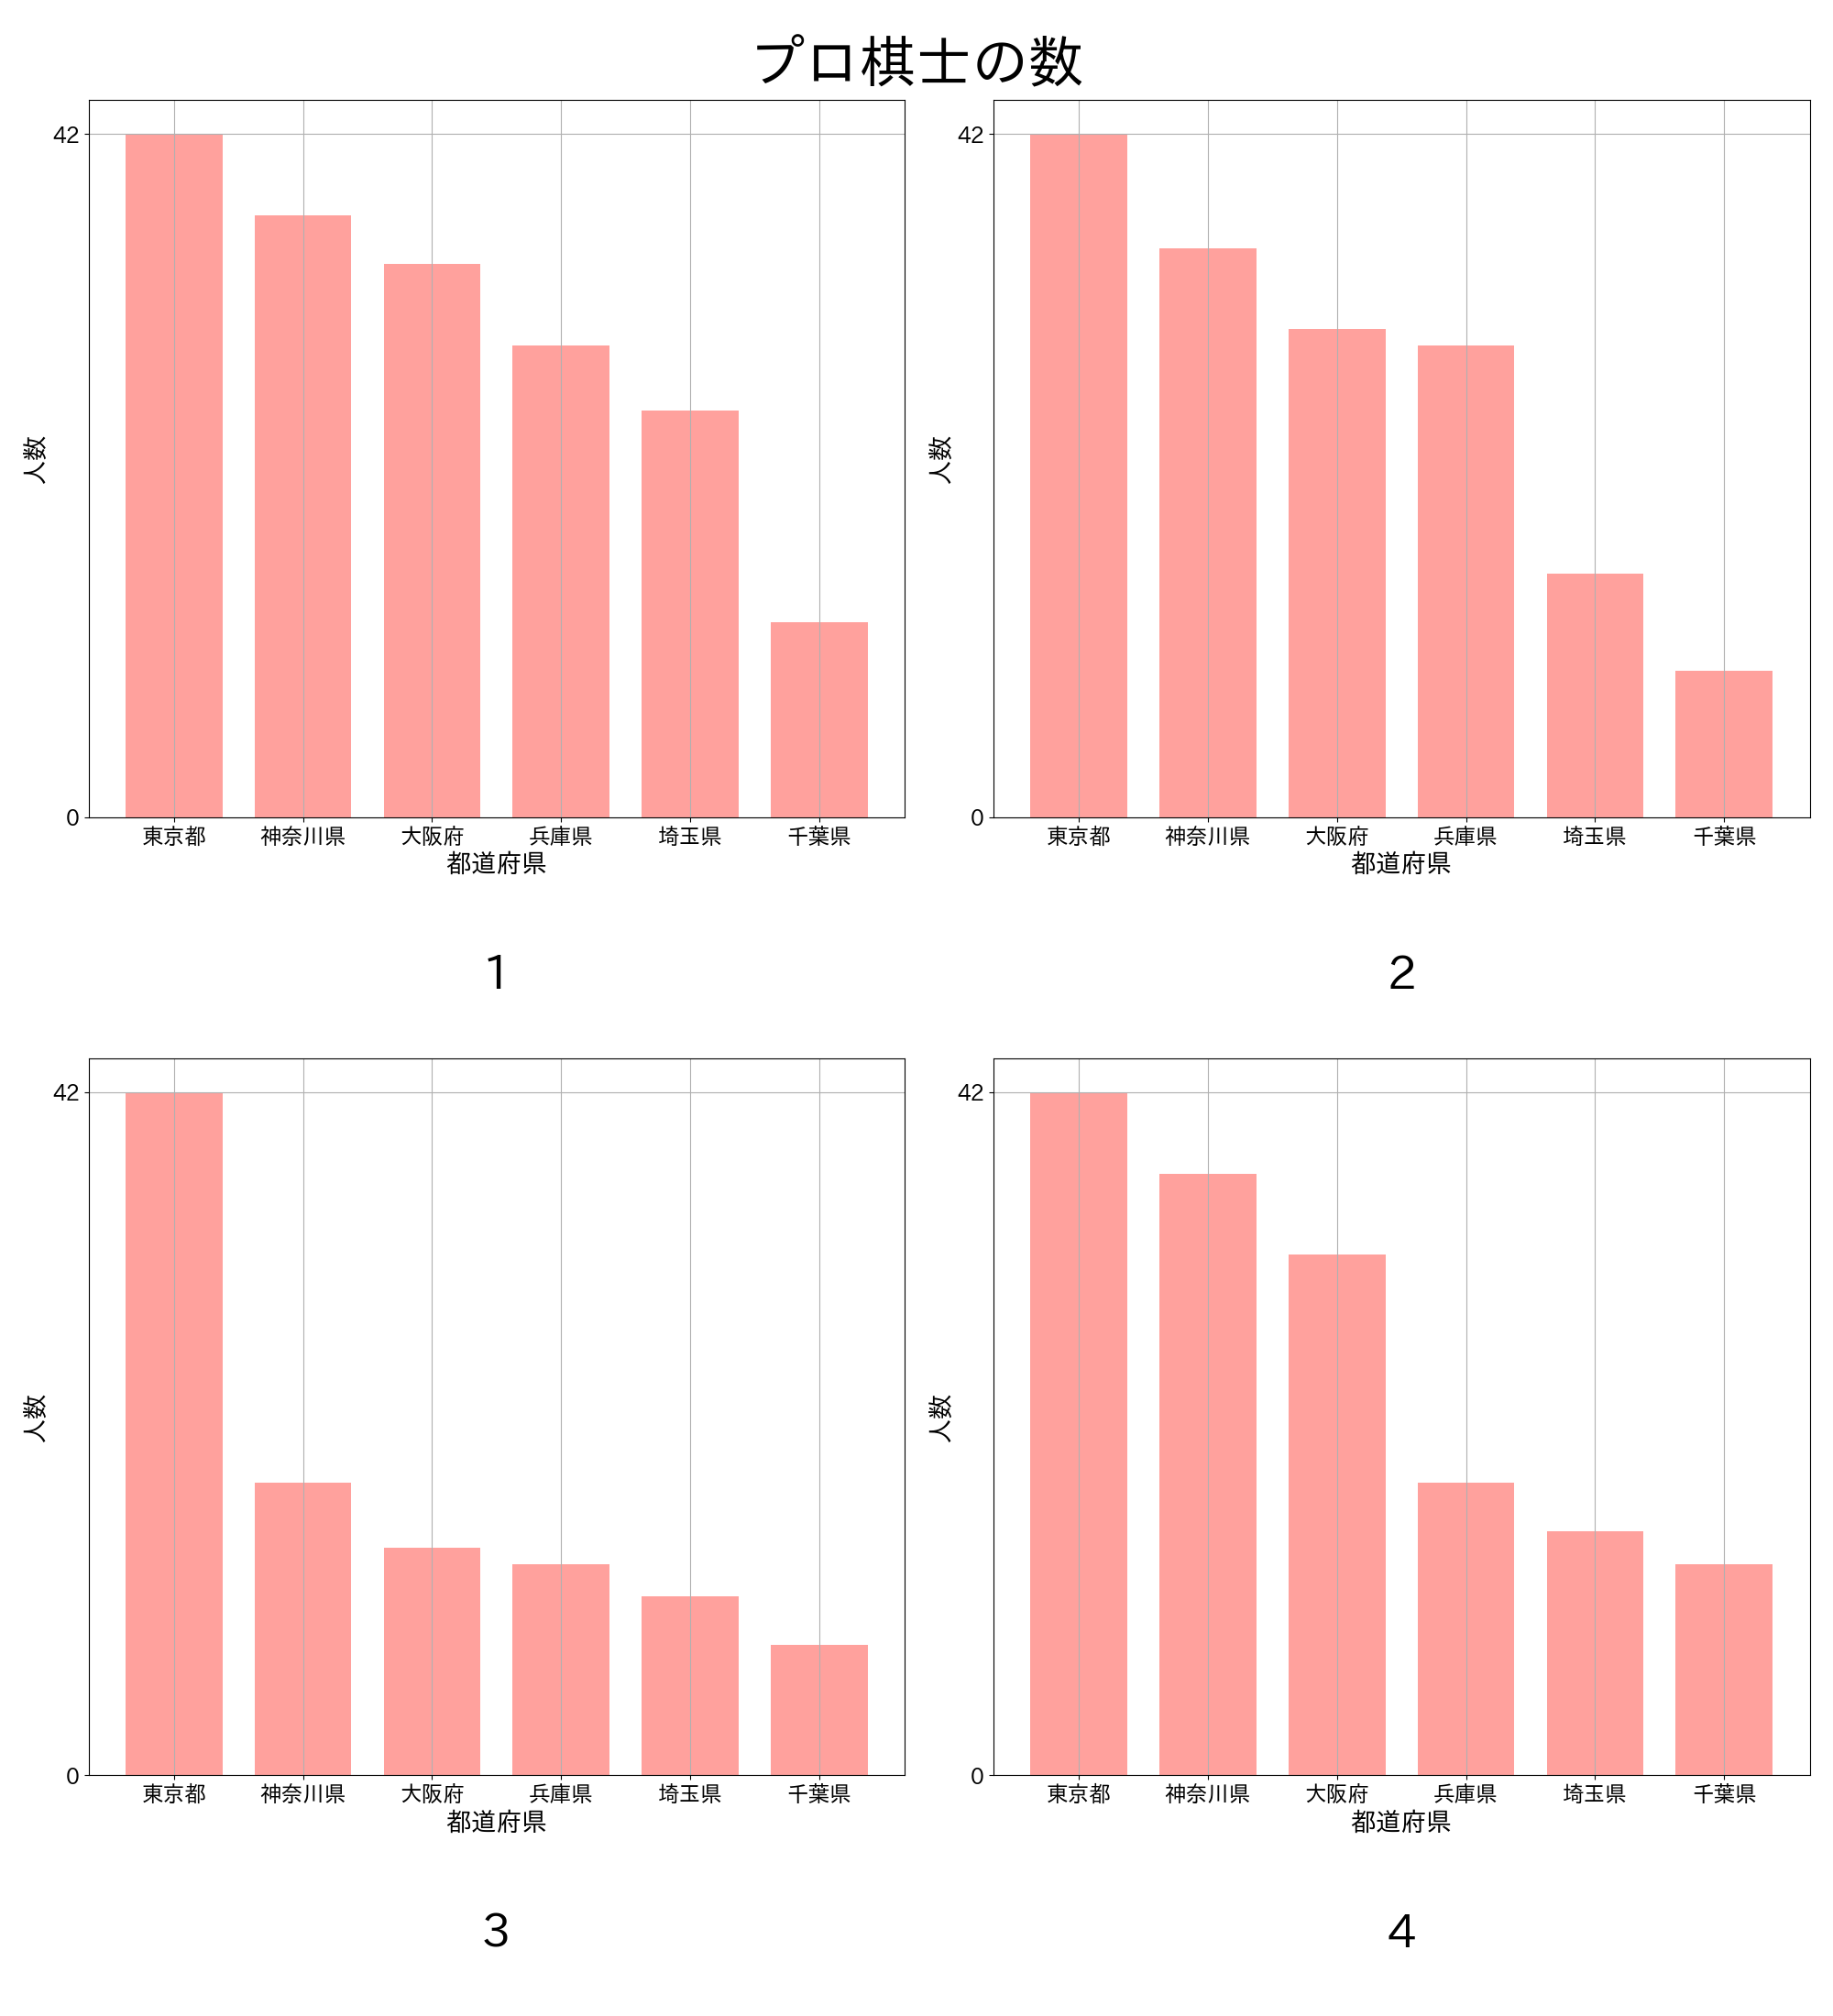 プロ棋士の数
42
人数
0
東京都 神奈川県 大阪府 兵庫県 埼玉県 千葉県
都道府県
1
42
人数
0
東京都 神奈川県 大阪府 兵庫県 埼玉県 千葉県
都道府県
2
42
人数
0
東京都 神奈川県 大阪府 兵庫県 埼玉県 千葉県
都道府県
3
42
人数
0
東京都 神奈川県 大阪府 兵庫県 埼玉県 千葉県
都道府県
4